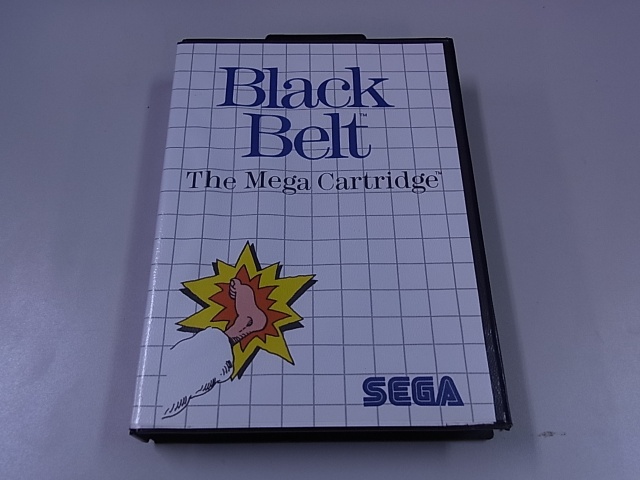 Black
Belt™
The Mega Cartridge™
SEGA